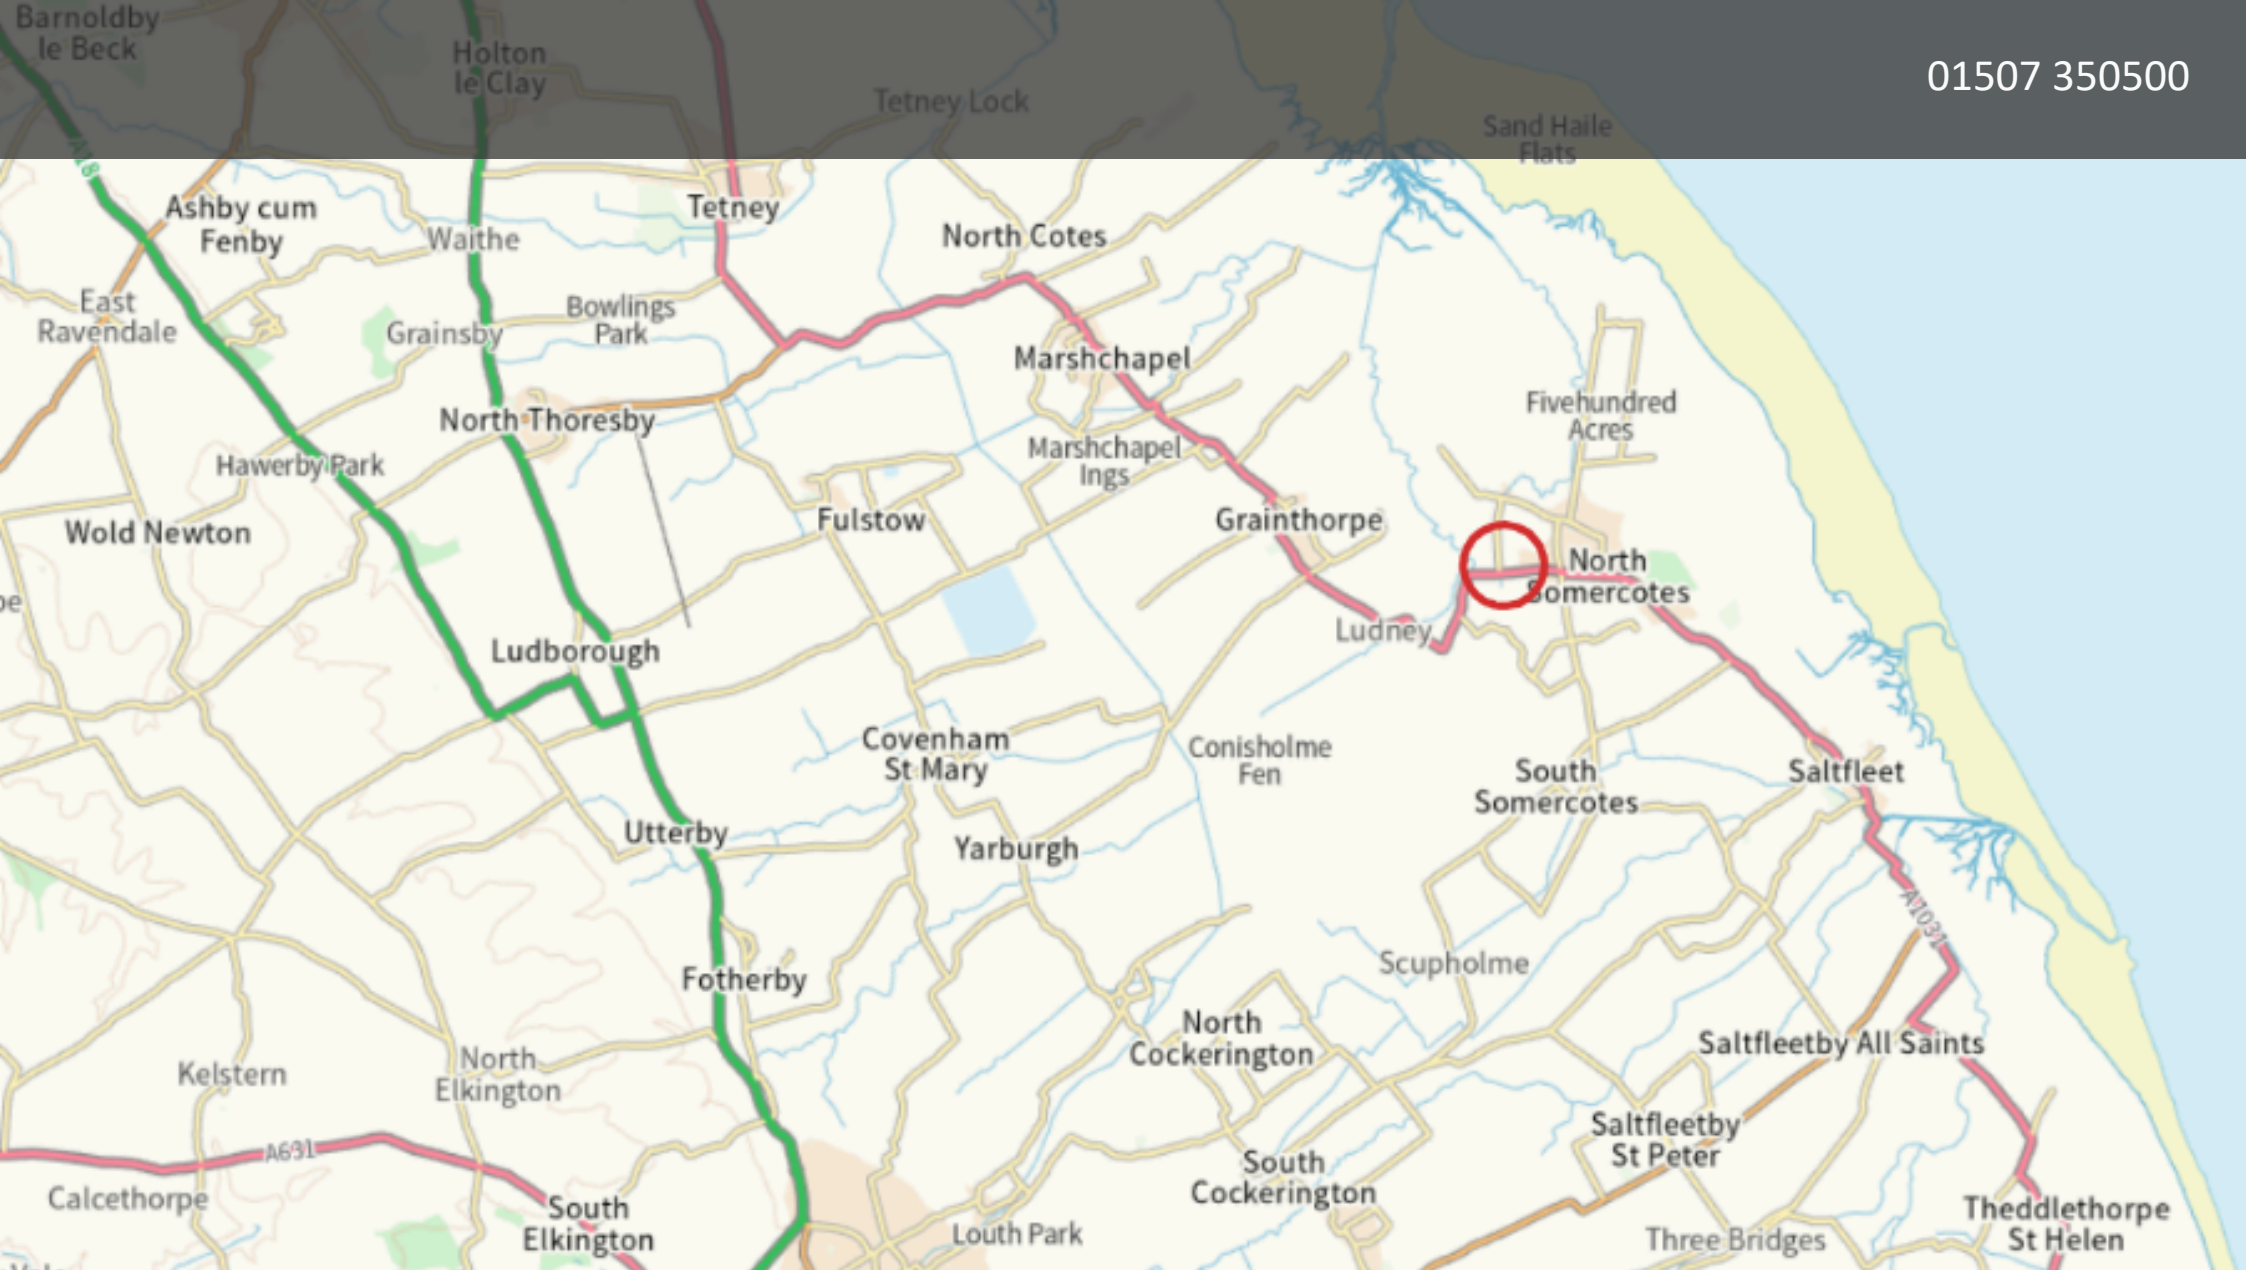 Barnoldby
le Beck
Holton
le Clay
01507 350500
Tetney Lock
Sand Haile
Flats
A18
Ashby cum
Fenby
Tetney
Waithe
North Cotes
East
Ravendale
Bowlings
Park
Grainsby
Marshchapel
Fivehundred
Acres
North Thoresby
Marshchapel
Ings
Hawerby Park
Wold Newton
Fulstow
Grainthorpe
North
Somercotes
Ludney
Ludborough
Covenham
St Mary
Conisholme
Fen
South
Somercotes
Saltfleet
Utterby
Yarburgh
A1031
Scupholme
Fotherby
North
Cockerington
Saltfleetby All Saints
Kelstern
North
Elkington
Saltfleetby
St Peter
A631
South
Cockerington
Calcethorpe
South
Elkington
Louth Park
Three Bridges
Theddlethorpe
St Helen